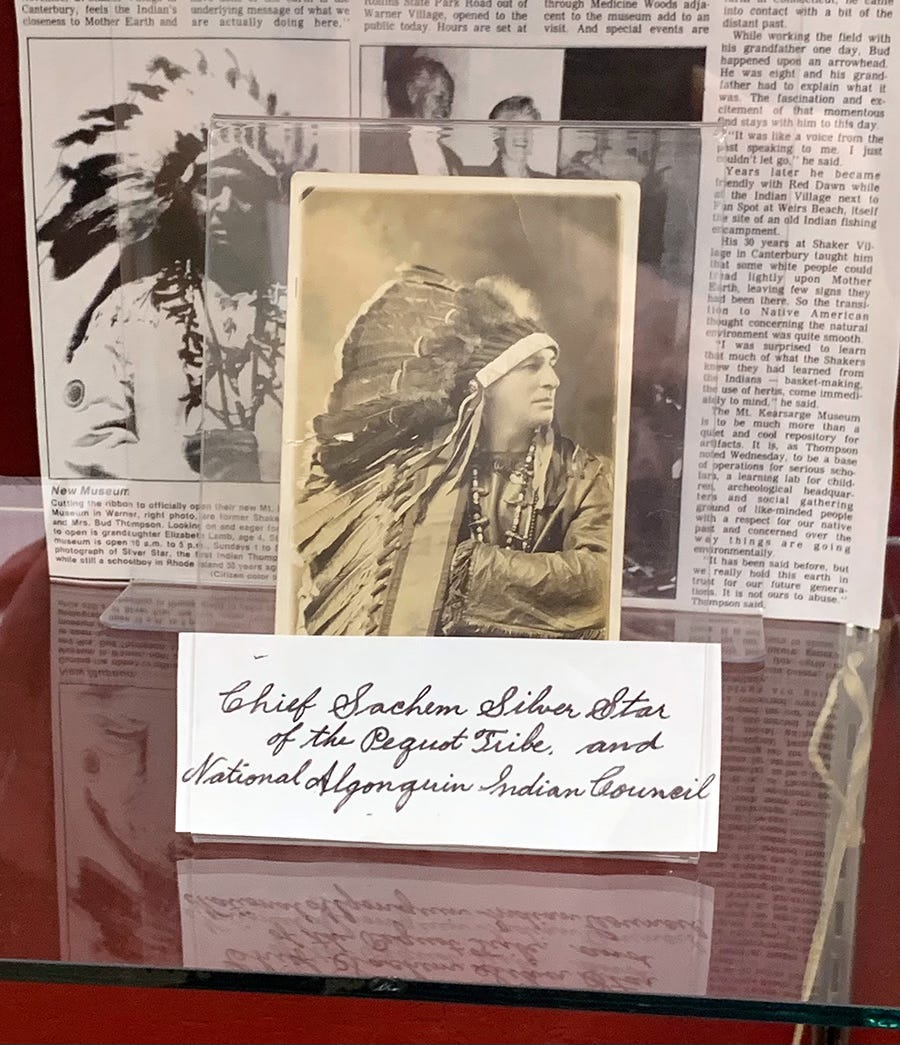 Canterbury, feels the Indian's
closeness to Mother Earth and
underlying message of what we
are actually doing here."
Rollins State Park Road out of
Warner Village, opened to the
public today. Hours are set at
through Medicine Woods adja-
cent to the museum add to an
visit. And special events are
into contact with a bit of the
distant past.
While working the field with
his grandfather one day, Bud
happened upon an arrowhead.
He was eight and his grand-
father had to explain what it
was. The fascination and ex-
citement of that momentous
find stays with him to this day.
"It was like a voice from the
past speaking to me. I just
couldn't let go," he said.
Years later he became
friendly with Red Dawn while
at the Indian Village next to
Fun Spot at Weirs Beach, itself
the site of an old Indian fishing
encampment.
His 30 years at Shaker Vil-
lage in Canterbury taught him
that some white people could
tread lightly upon Mother
Earth, leaving few signs they
had been there. So the transi-
tion to Native American
thought concerning the natural
environment was quite smooth.
"I was surprised to learn
that much of what the Shakers
knew they had learned from
the Indians — basket-making,
the use of herbs, come immedi-
ately to mind," he said.
The Mt. Kearsarge Museum
is to be much more than a
quiet and cool repository for
artifacts. It is, as Thompson
noted Wednesday, to be a base
of operations for serious scho-
lars, a learning lab for child-
ren, archeological headquar-
ters and social gathering
ground of like-minded people
with a respect for our native
past and concerned over the
way things are going
environmentally.
"It has been said before, but
we really hold this earth in
trust for our future genera-
tions. It is not ours to abuse."
Thompson said.
New Museum
Cutting the ribbon to officially open their new Mt.
Museum in Warner, right photo, are former Shake
and Mrs. Bud Thompson. Looking on and eager for
to open is grandaughter Elizabeth Lamb, age 4.
museum is open 10 a.m. to 5 p.m., Sundays 1 to
photograph of Silver Star, the first Indian Thomp
while still a schoolboy in Rhode Island 55 years ag
(Citizen color
Chief Sachem Silver Star
of the Pequot Tribe, and
National Algonquin Indian Council